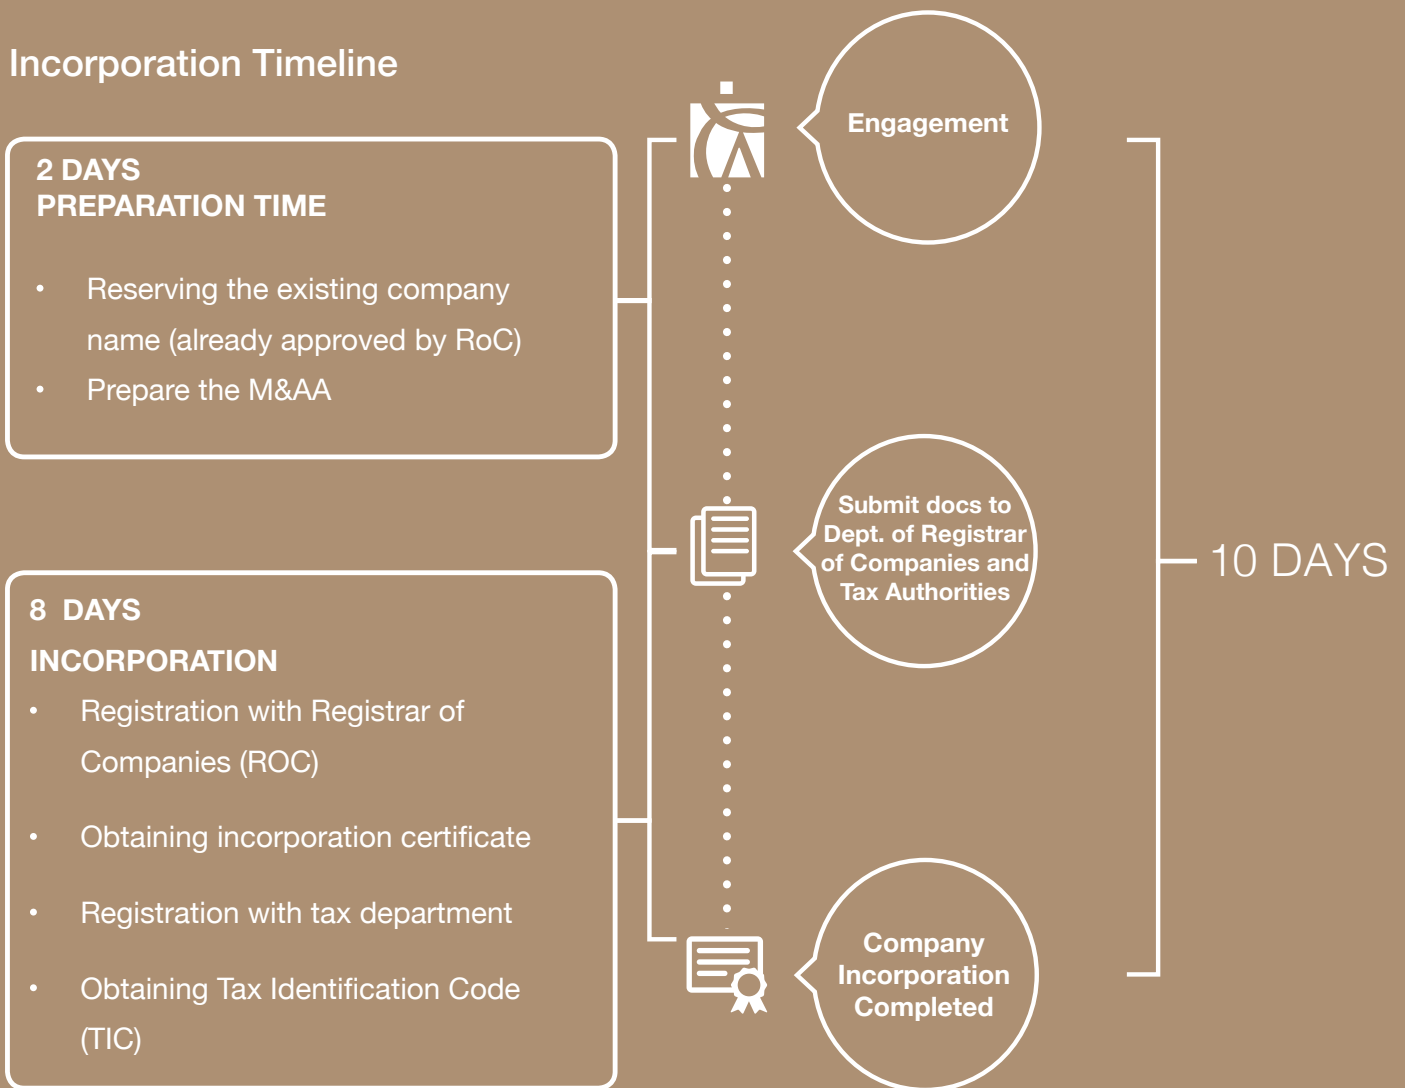 Incorporation Timeline
2 DAYS
PREPARATION TIME
• Reserving the existing company
name (already approved by RoC)
• Prepare the M&AA
8 DAYS
INCORPORATION
• Registration with Registrar of
Companies (ROC)
• Obtaining incorporation certificate
• Registration with tax department
• Obtaining Tax Identification Code
(TIC)
Engagement
Submit docs to
Dept. of Registrar
of Companies and
Tax Authorities
Company
Incorporation
Completed
10 DAYS